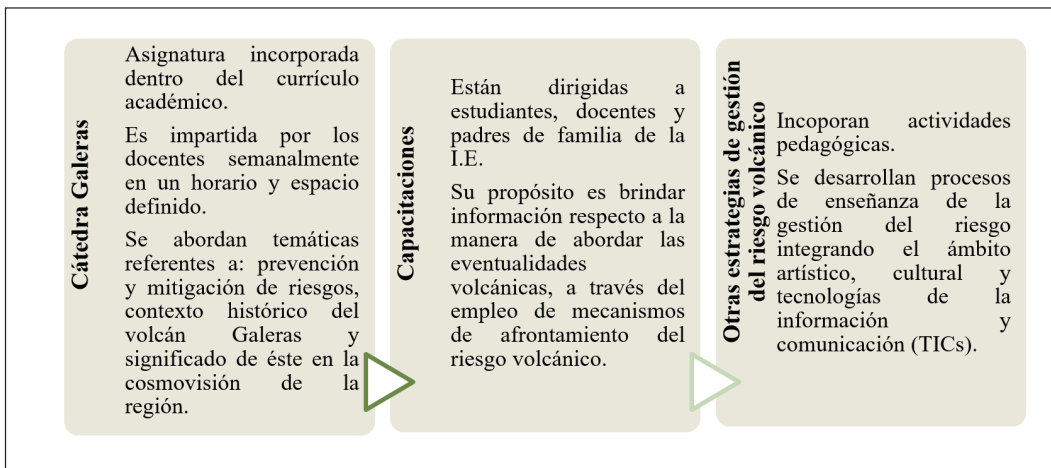 Cátedra Galeras
Asignatura incorporada
dentro del currículo
académico.
Es impartida por los
docentes semanalmente
en un horario y espacio
definido.
Se abordan temáticas
referentes a: prevención
y mitigación de riesgos,
contexto histórico del
volcán Galeras y
significado de éste en la
cosmovisión de la
región.
Capacitaciones
Están dirigidas a
estudiantes, docentes y
padres de familia de la
I.E.
Su propósito es brindar
información respecto a la
manera de abordar las
eventualidades
volcánicas, a través del
empleo de mecanismos
de afrontamiento del
riesgo volcánico.
Otras estrategias de gestión
del riesgo volcánico
Incoporan actividades
pedagógicas.
Se desarrollan procesos
de enseñanza de la
gestión del riesgo
integrando el ámbito
artístico, cultural y
tecnologías de la
información y
comunicación (TICs).